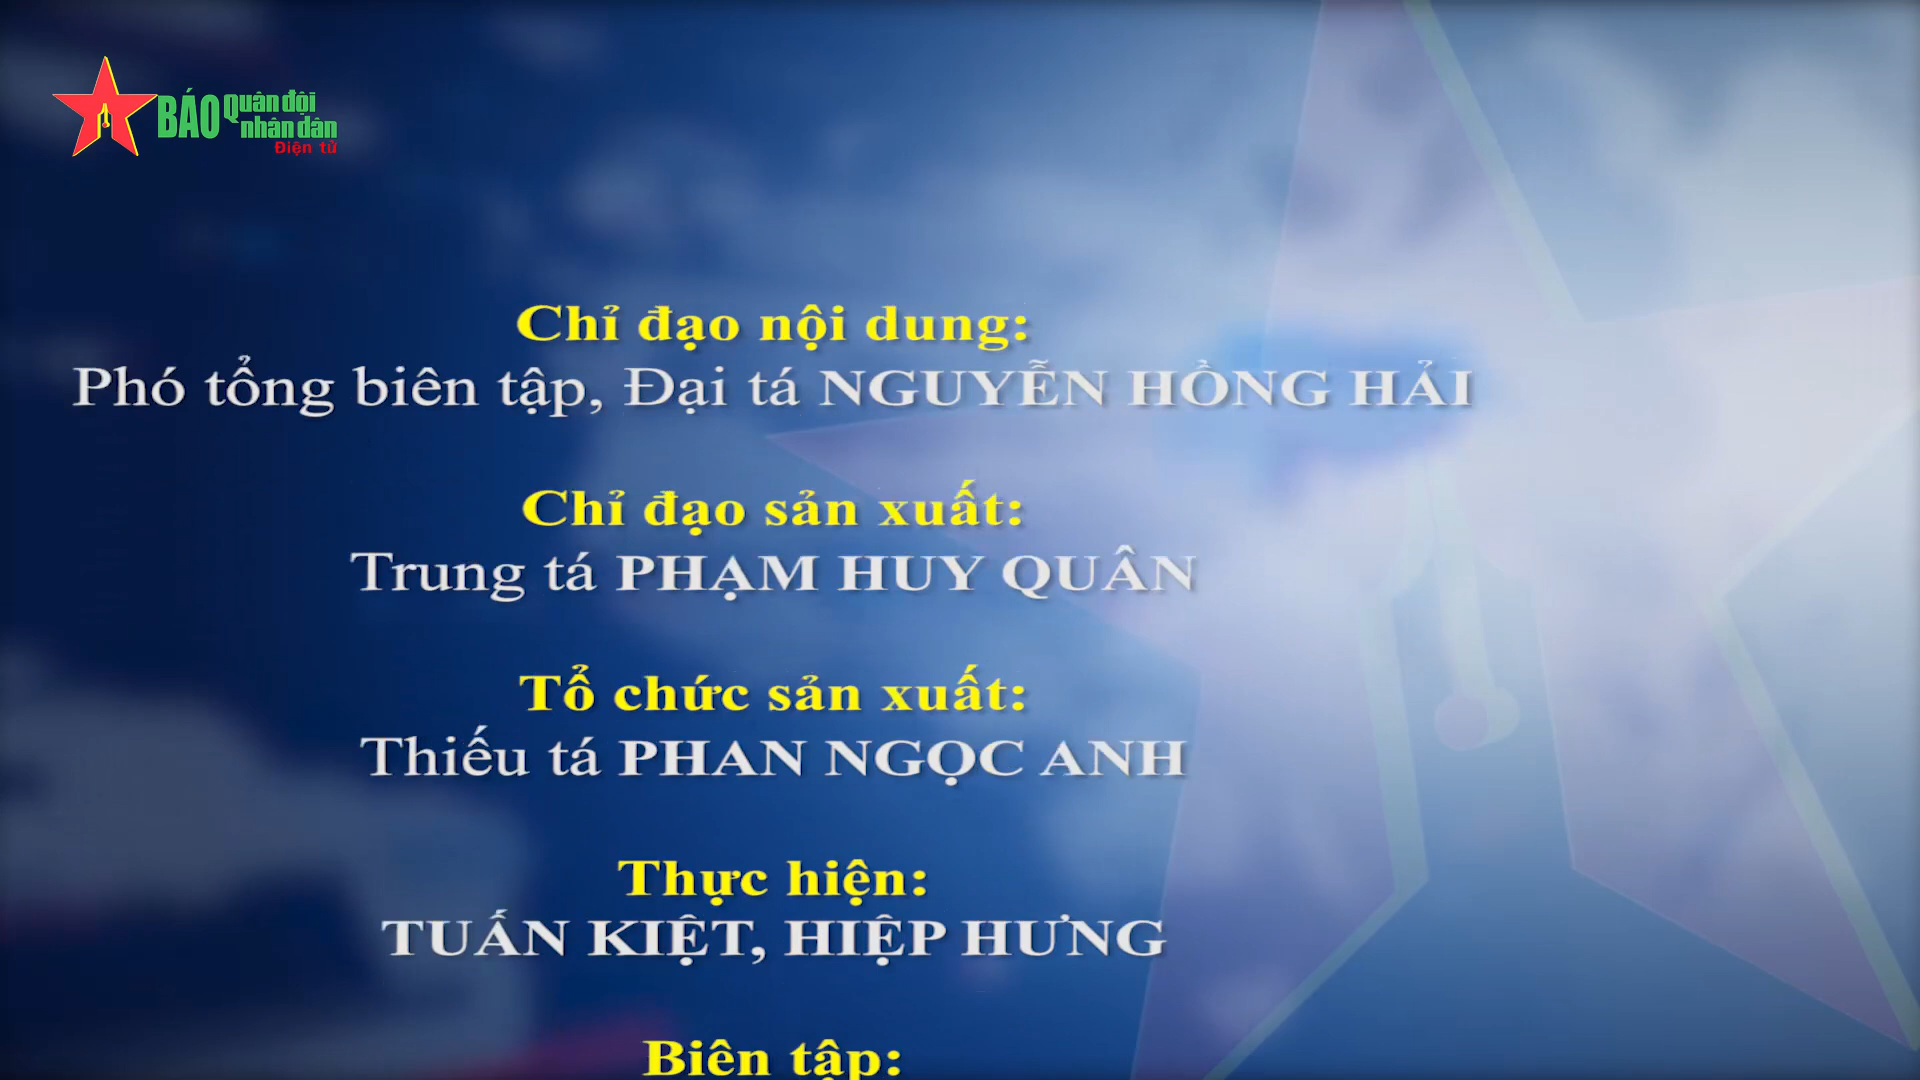 BÁO Quân đội
nhân dân
Điện tử
Chỉ đạo nội dung:
Phó tổng biên tập, Đại tá NGUYỄN HỒNG HẢI
Chỉ đạo sản xuất:
Trung tá PHẠM HUY QUÂN
Tổ chức sản xuất:
Thiếu tá PHAN NGỌC ANH
Thực hiện:
TUẤN KIỆT, HIỆP HƯNG
Biên tập: